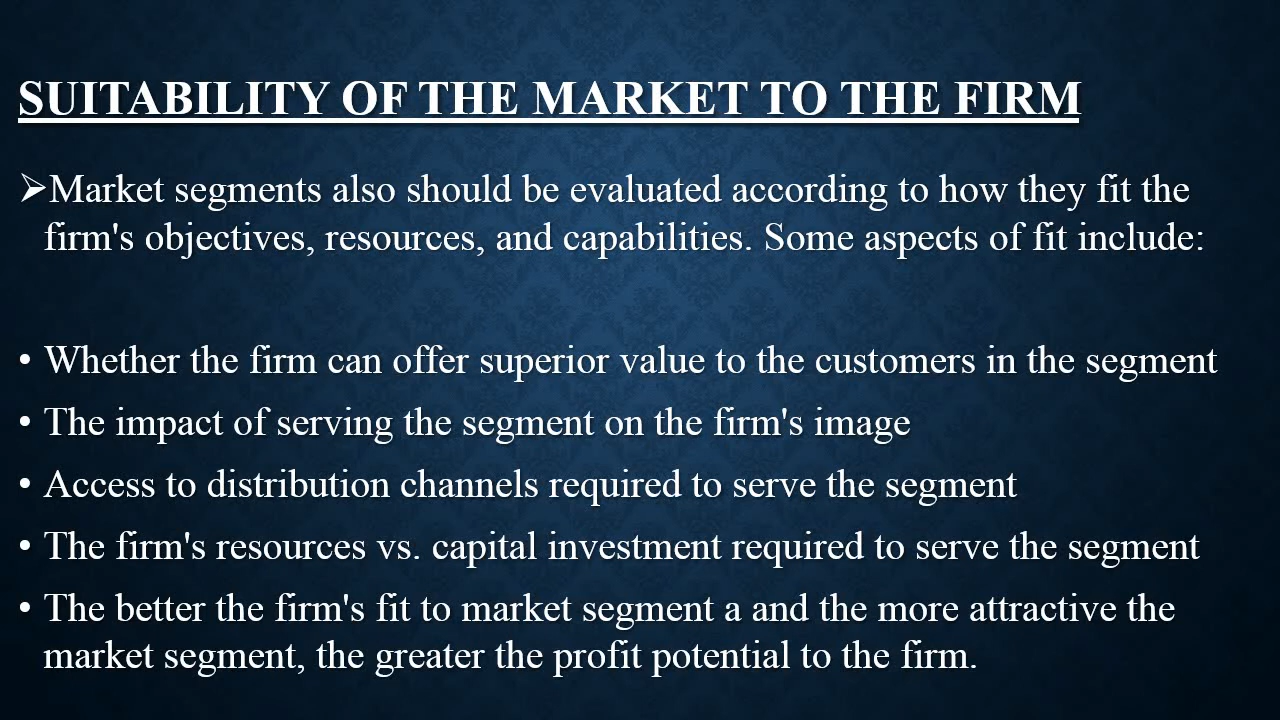 SUITABILITY OF THE MARKET TO THE FIRM
➢Market segments also should be evaluated according to how they fit the
firm's objectives, resources, and capabilities. Some aspects of fit include:
• Whether the firm can offer superior value to the customers in the segment
• The impact of serving the segment on the firm's image
• Access to distribution channels required to serve the segment
• The firm's resources vs. capital investment required to serve the segment
• The better the firm's fit to market segment a and the more attractive the
market segment, the greater the profit potential to the firm.